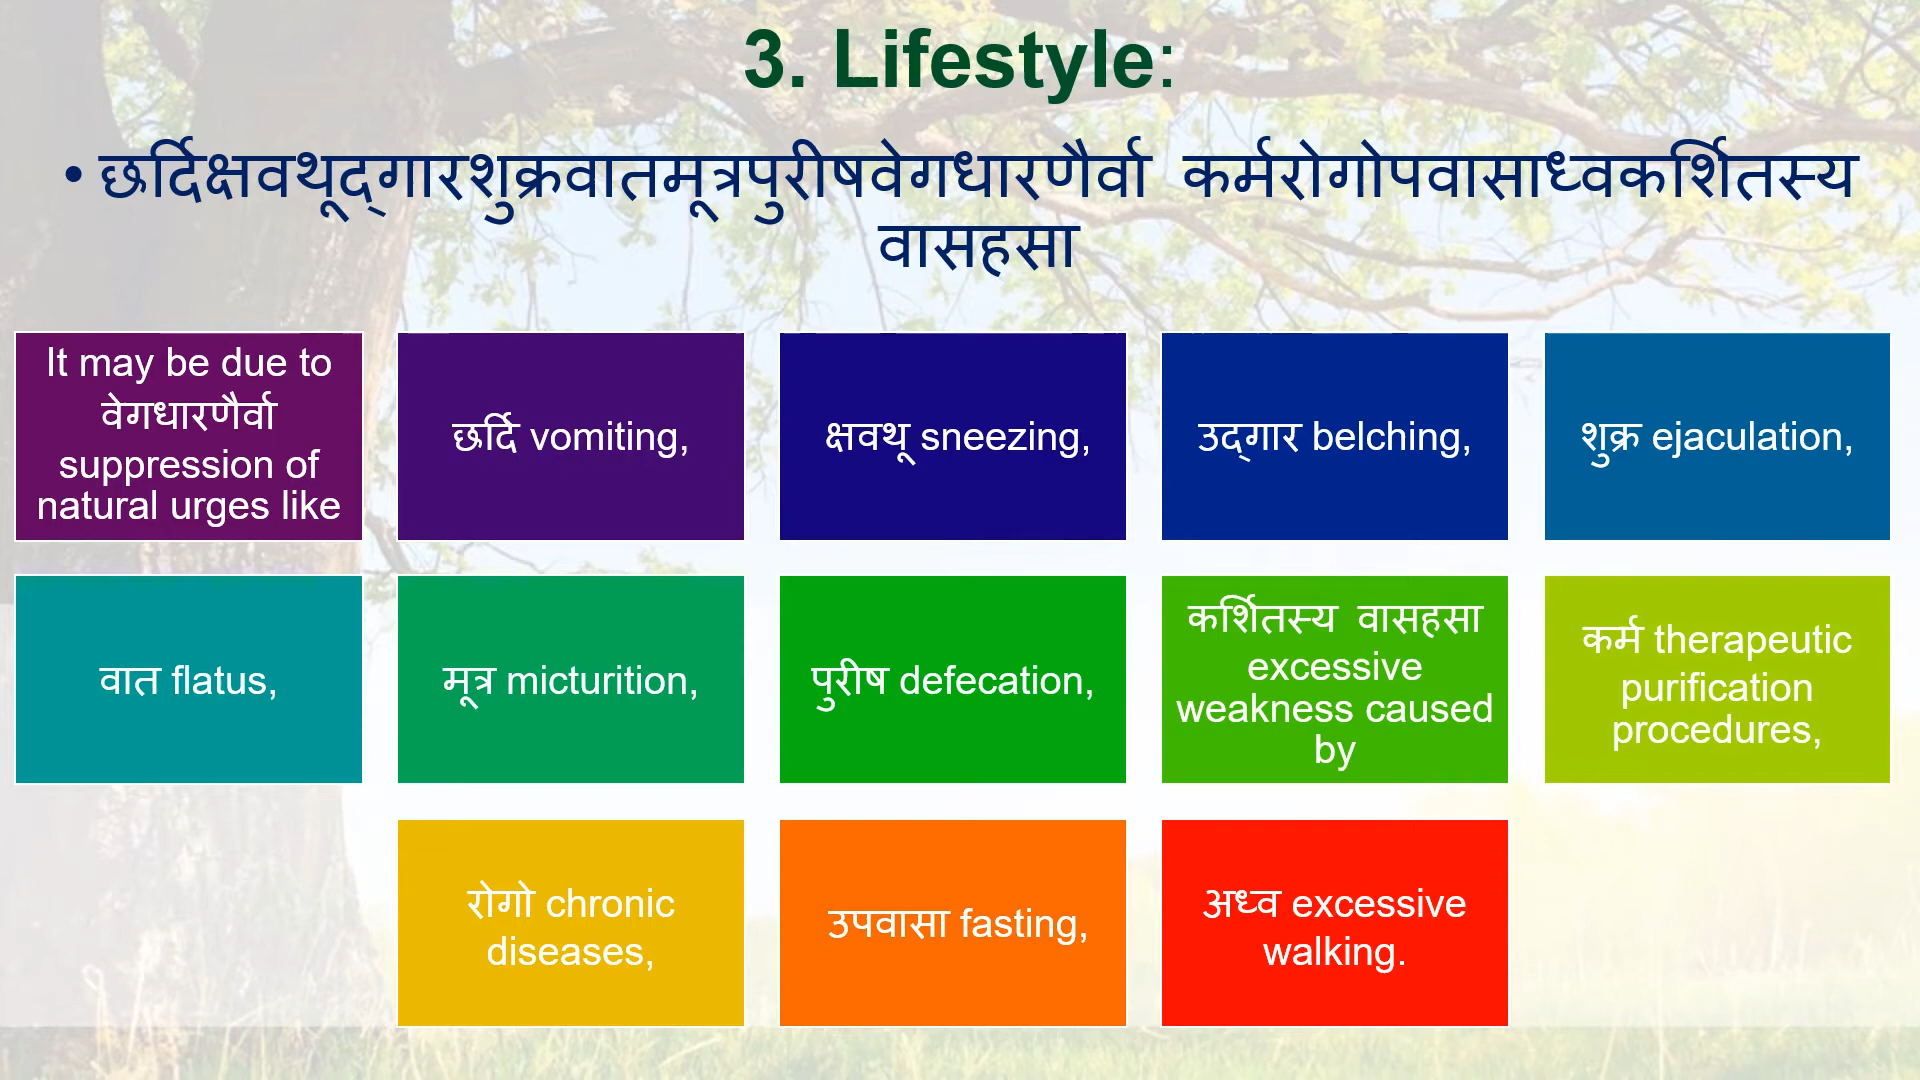 3. Lifestyle:
• छर्दिक्षवथूद्गारशुक्रवातमूत्रपुरीषवेगधारणैर्वा कर्मरोगोपवासाध्वकर्शितस्य
वासहसा
It may be due to
वेगधारणैर्वा
suppression of
natural urges like
छर्दि vomiting,
क्षवथू sneezing,
उद्गार belching,
शुक्र ejaculation,
वात flatus,
मूत्र micturition,
पुरीष defecation,
कर्शितस्य वासहसा
excessive
weakness caused
by
कर्म therapeutic
purification
procedures,
रोगो chronic
diseases,
उपवासा fasting,
अध्व excessive
walking.